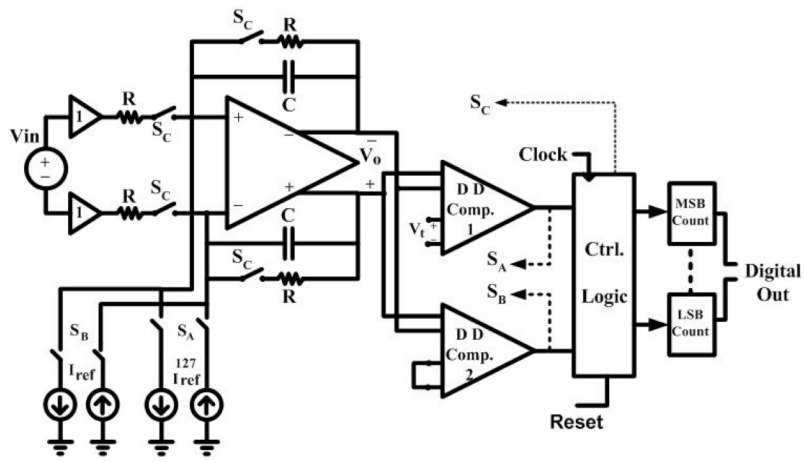 S_C R
C
1 R S_C
Vin
+
−
S_C
1 R
+
−
−
+
− V_o +
C
S_C R
S_C
Clock
D D
Comp.
1
V_t + −
S_A
S_B
D D
Comp.
2
Ctrl.
Logic
Reset
MSB
Count
LSB
Count
Digital
Out
S_B S_A
I_ref 127 I_ref